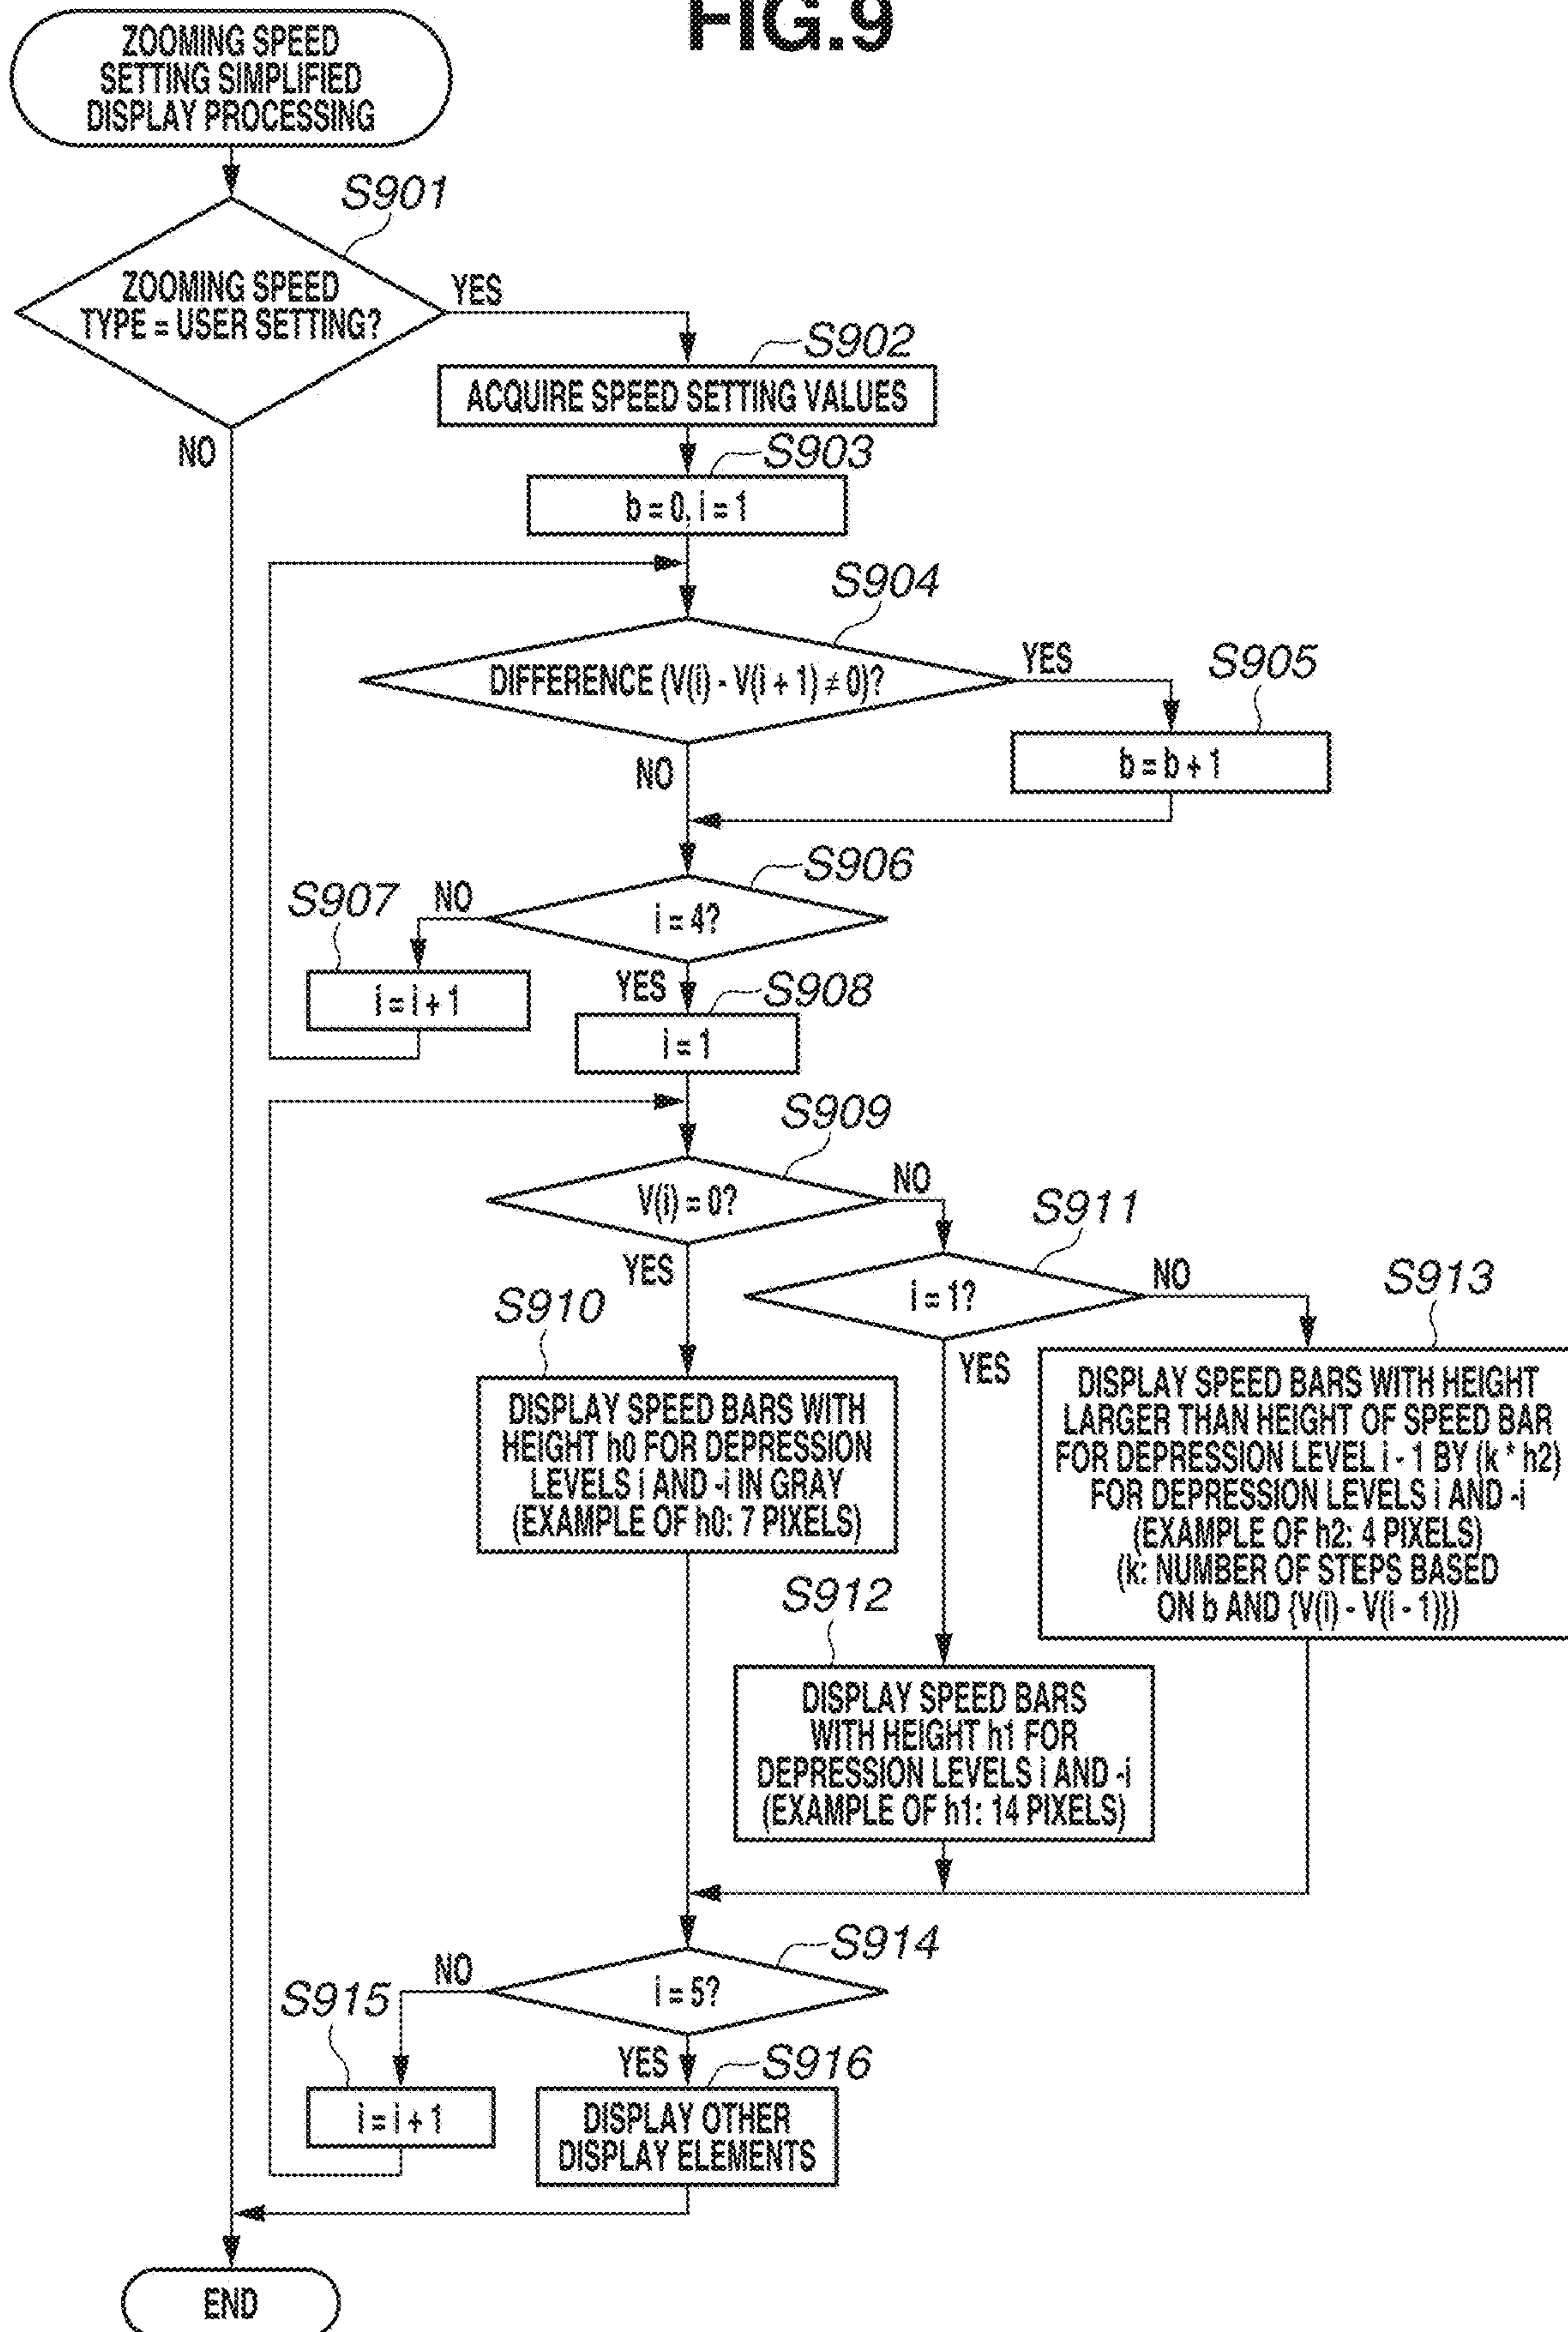 FIG.9
ZOOMING SPEED
SETTING SIMPLIFIED
DISPLAY PROCESSING
S901
ZOOMING SPEED
TYPE = USER SETTING?
YES
NO
S902
ACQUIRE SPEED SETTING VALUES
S903
b = 0, i = 1
S904
DIFFERENCE (V(i) - V(i + 1) ≠ 0)?
YES
NO
S905
b = b + 1
S906
i = 4?
NO
YES
S907
i = i + 1
S908
i = 1
S909
V(i) = 0?
NO
YES
S911
i = 1?
NO
YES
S910
DISPLAY SPEED BARS WITH
HEIGHT h0 FOR DEPRESSION
LEVELS i AND -i IN GRAY
(EXAMPLE OF h0: 7 PIXELS)
S913
DISPLAY SPEED BARS WITH HEIGHT
LARGER THAN HEIGHT OF SPEED BAR
FOR DEPRESSION LEVEL i - 1 BY (k * h2)
FOR DEPRESSION LEVELS i AND -i
(EXAMPLE OF h2: 4 PIXELS)
(k: NUMBER OF STEPS BASED
ON b AND {V(i) - V(i - 1)})
S912
DISPLAY SPEED BARS
WITH HEIGHT h1 FOR
DEPRESSION LEVELS i AND -i
(EXAMPLE OF h1: 14 PIXELS)
S914
i = 5?
NO
YES
S915
i = i + 1
S916
DISPLAY OTHER
DISPLAY ELEMENTS
END